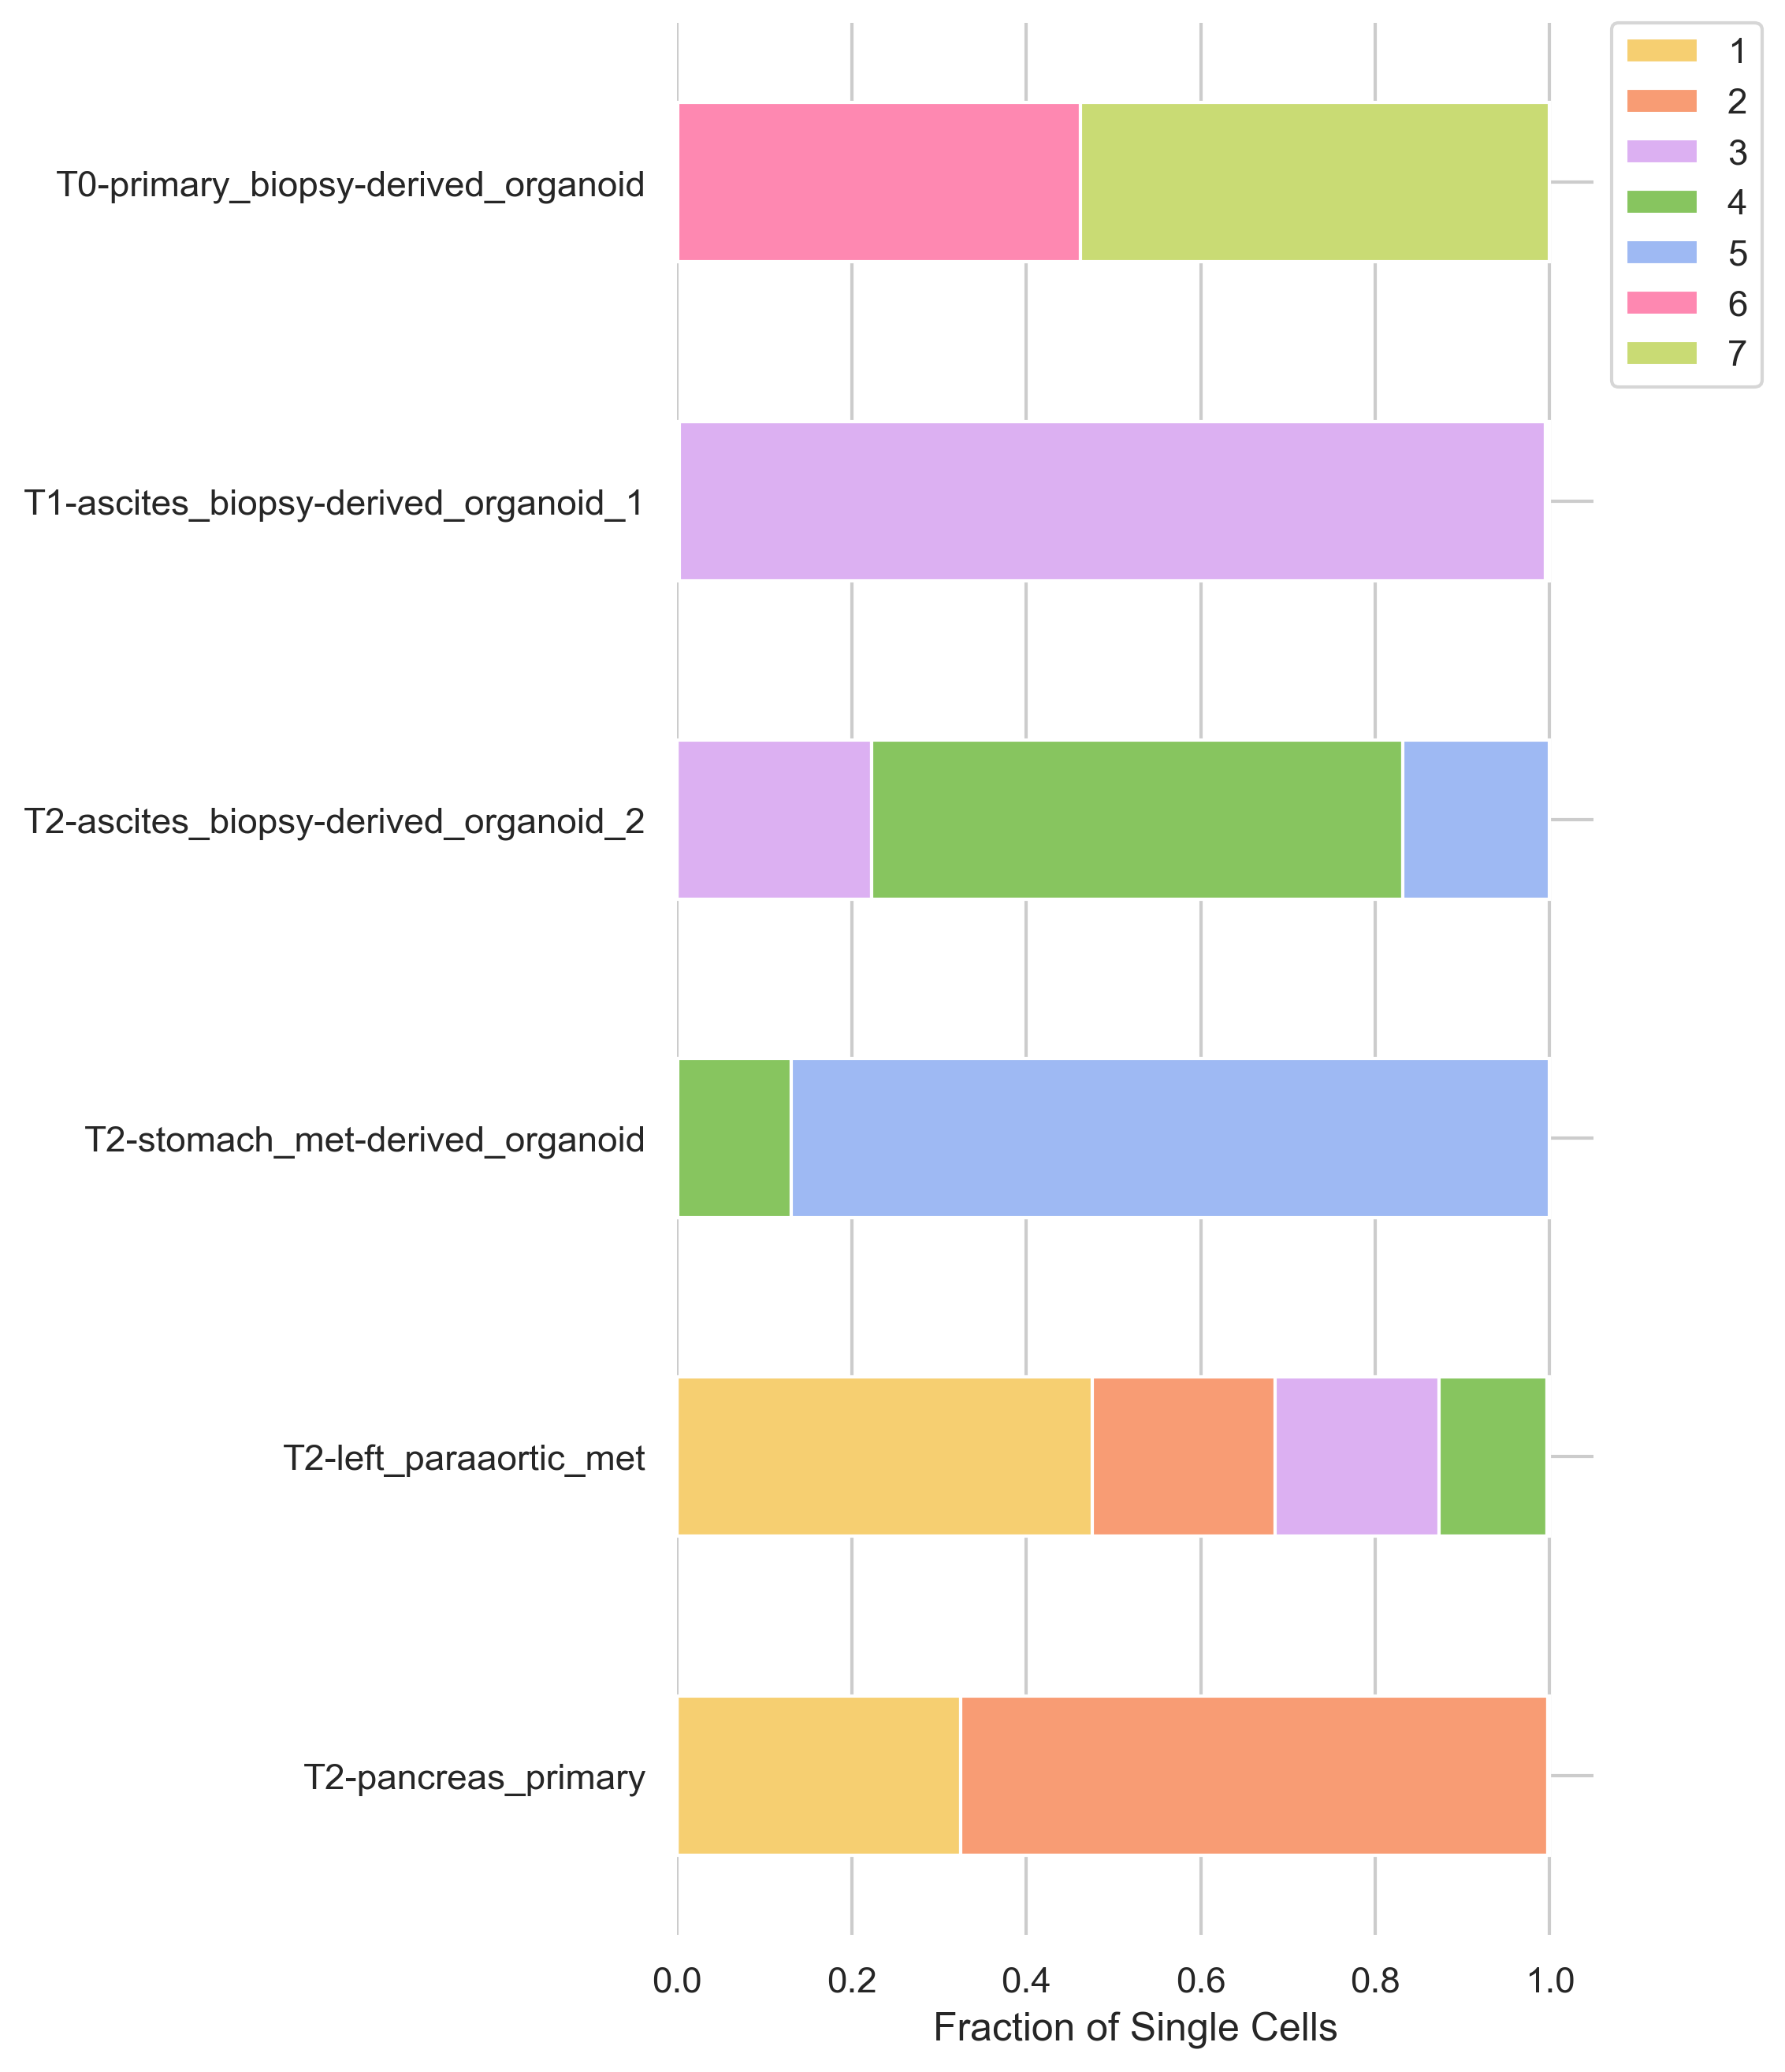 1
2
3
4
5
6
7
T0-primary_biopsy-derived_organoid
T1-ascites_biopsy-derived_organoid_1
T2-ascites_biopsy-derived_organoid_2
T2-stomach_met-derived_organoid
T2-left_paraaortic_met
T2-pancreas_primary
0.0 0.2 0.4 0.6 0.8 1.0
Fraction of Single Cells